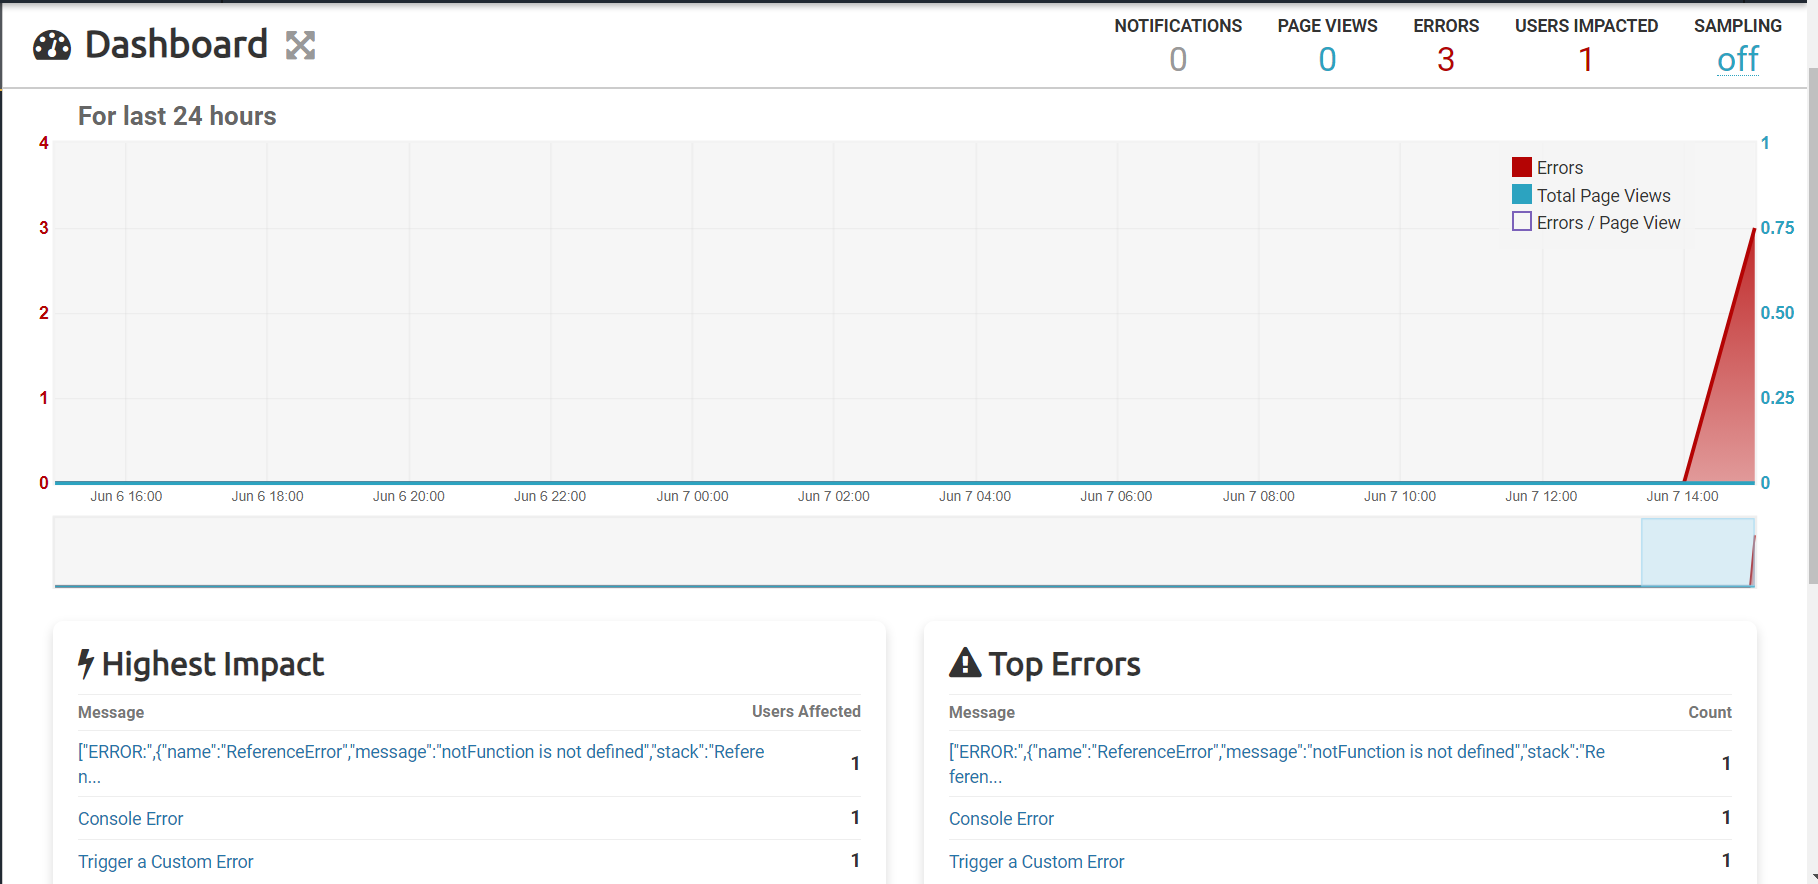 Dashboard
NOTIFICATIONS PAGE VIEWS ERRORS USERS IMPACTED SAMPLING
0 0 3 1 off
For last 24 hours
4 1
Errors
Total Page Views
3 0.75
Errors / Page View
2 0.50
1 0.25
0 0
Jun 6 16:00 Jun 6 18:00 Jun 6 20:00 Jun 6 22:00 Jun 7 00:00 Jun 7 02:00 Jun 7 04:00 Jun 7 06:00 Jun 7 08:00 Jun 7 10:00 Jun 7 12:00 Jun 7 14:00
Highest Impact
Message Users Affected
["ERROR:",{"name":"ReferenceError","message":"notFunction is not defined","stack":"Refere
n... 1
Console Error 1
Trigger a Custom Error 1
Top Errors
Message Count
["ERROR:",{"name":"ReferenceError","message":"notFunction is not defined","stack":"Re
feren... 1
Console Error 1
Trigger a Custom Error 1